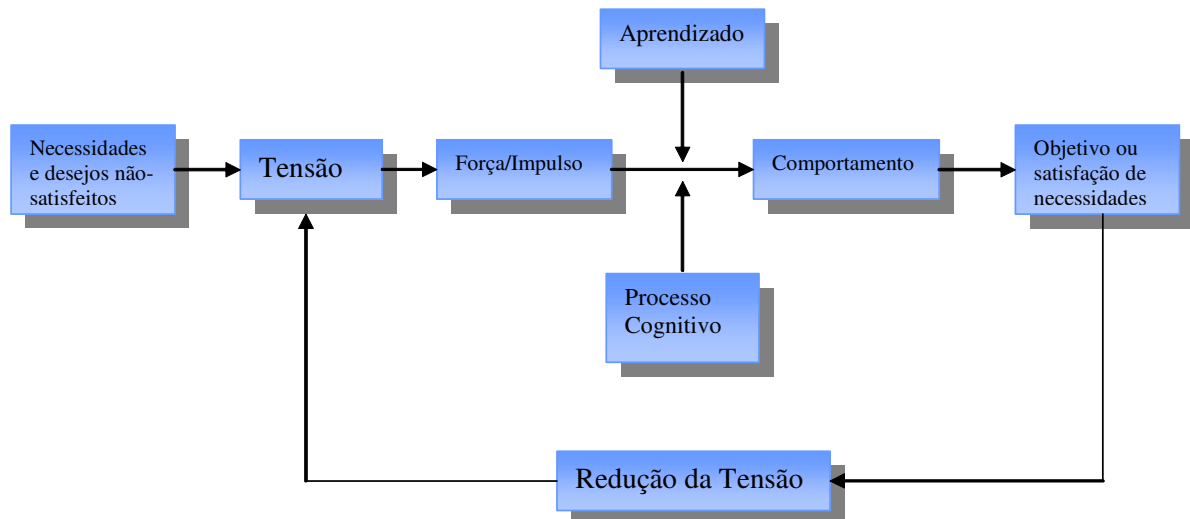 Aprendizado
Necessidades
e desejos não-
satisfeitos
Tensão
Força/Impulso
Comportamento
Objetivo ou
satisfação de
necessidades
Processo
Cognitivo
Redução da Tensão